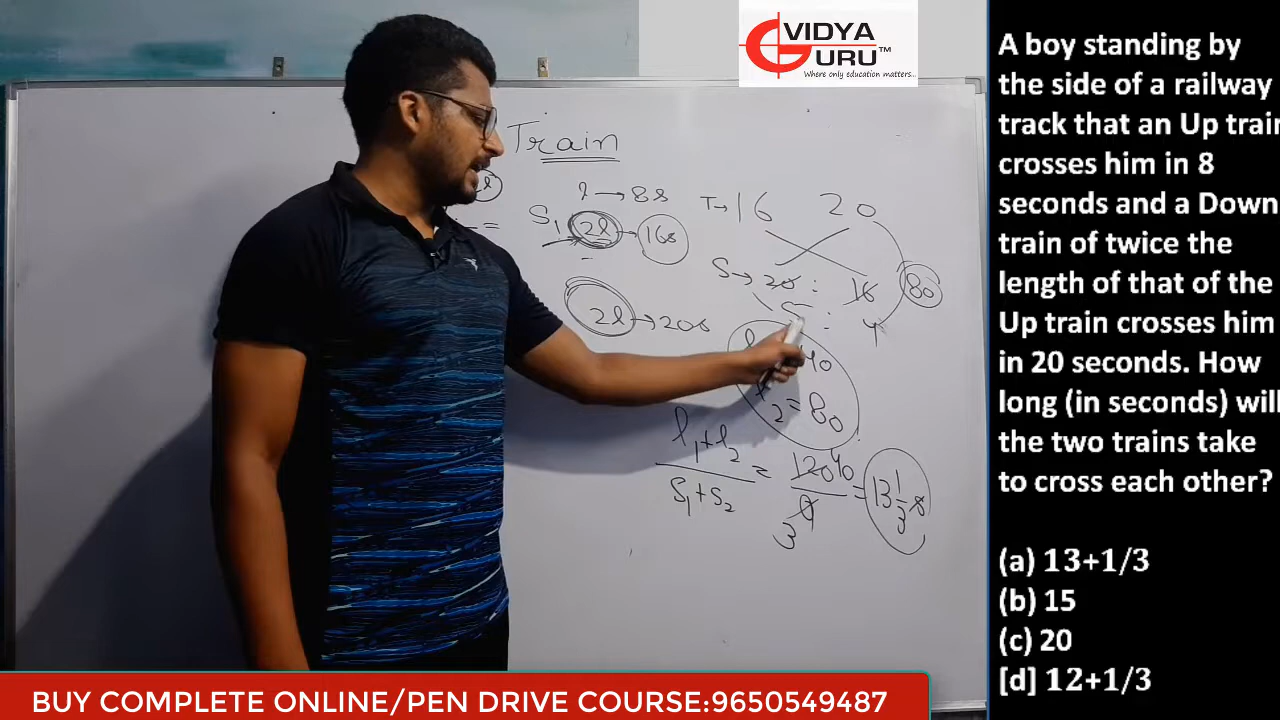 VIDYA
GURU™
Where only education matters...
Train
l → 8s
S1 2l → 16s
2l → 20s
T → 16 20
S → 20 : 16
5 : 4
80
40
l2 = 80
l1+l2 / S1+S2 = 120 40 / 9 3 = 13 1/3 s
A boy standing by
the side of a railway
track that an Up train
crosses him in 8
seconds and a Down
train of twice the
length of that of the
Up train crosses him
in 20 seconds. How
long (in seconds) will
the two trains take
to cross each other?
(a) 13+1/3
(b) 15
(c) 20
[d] 12+1/3
BUY COMPLETE ONLINE/PEN DRIVE COURSE:9650549487